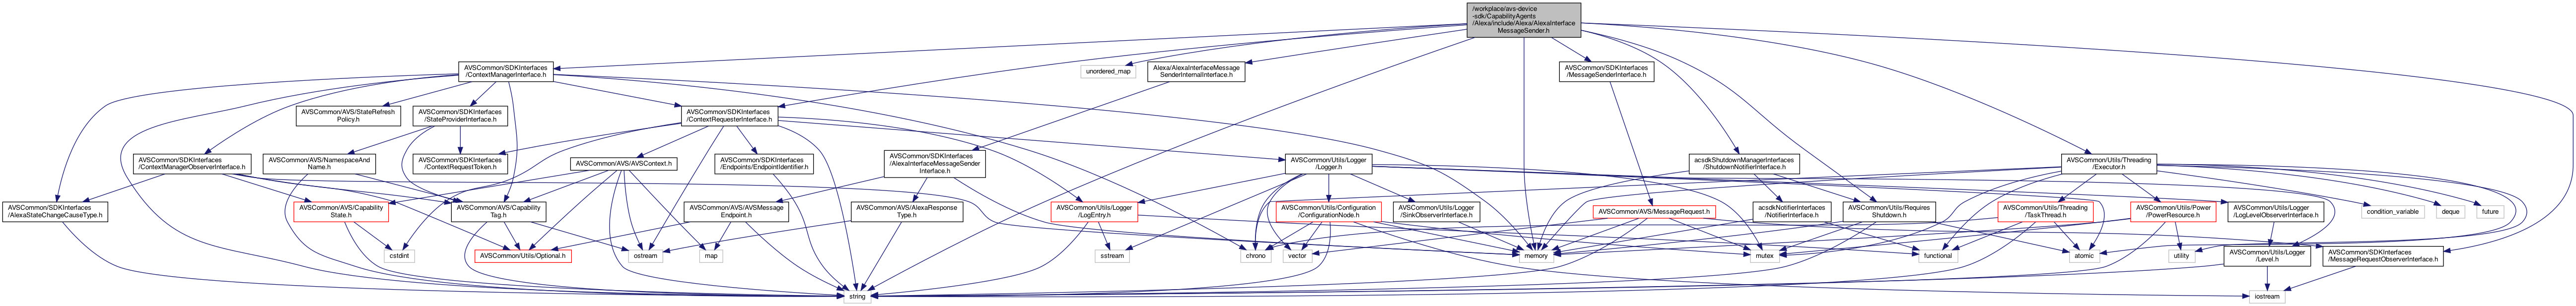 /workplace/avs-device
-sdk/CapabilityAgents
/Alexa/include/Alexa/AlexaInterface
MessageSender.h
AVSCommon/SDKInterfaces
/ContextManagerInterface.h
unordered_map
Alexa/AlexaInterfaceMessage
SenderInternalInterface.h
AVSCommon/SDKInterfaces
/MessageSenderInterface.h
AVSCommon/AVS/StateRefresh
Policy.h
AVSCommon/SDKInterfaces
/StateProviderInterface.h
AVSCommon/SDKInterfaces
/ContextRequesterInterface.h
AVSCommon/SDKInterfaces
/ContextManagerObserverInterface.h
AVSCommon/AVS/NamespaceAnd
Name.h
AVSCommon/SDKInterfaces
/ContextRequestToken.h
AVSCommon/AVS/AVSContext.h
AVSCommon/SDKInterfaces
/Endpoints/EndpointIdentifier.h
AVSCommon/SDKInterfaces
/AlexaInterfaceMessageSender
Interface.h
AVSCommon/Utils/Logger
/Logger.h
acsdkShutdownManagerInterfaces
/ShutdownNotifierInterface.h
AVSCommon/Utils/Threading
/Executor.h
AVSCommon/SDKInterfaces
/AlexaStateChangeCauseType.h
AVSCommon/AVS/Capability
State.h
AVSCommon/AVS/Capability
Tag.h
AVSCommon/AVS/AVSMessage
Endpoint.h
AVSCommon/AVS/AlexaResponse
Type.h
AVSCommon/Utils/Logger
/LogEntry.h
AVSCommon/Utils/Configuration
/ConfigurationNode.h
AVSCommon/Utils/Logger
/SinkObserverInterface.h
AVSCommon/AVS/MessageRequest.h
acsdkNotifierInterfaces
/NotifierInterface.h
AVSCommon/Utils/Requires
Shutdown.h
AVSCommon/Utils/Threading
/TaskThread.h
AVSCommon/Utils/Power
/PowerResource.h
AVSCommon/Utils/Logger
/LogLevelObserverInterface.h
condition_variable
deque
future
cstdint
AVSCommon/Utils/Optional.h
ostream
map
sstream
chrono
vector
memory
mutex
functional
atomic
utility
AVSCommon/Utils/Logger
/Level.h
AVSCommon/SDKInterfaces
/MessageRequestObserverInterface.h
string
iostream